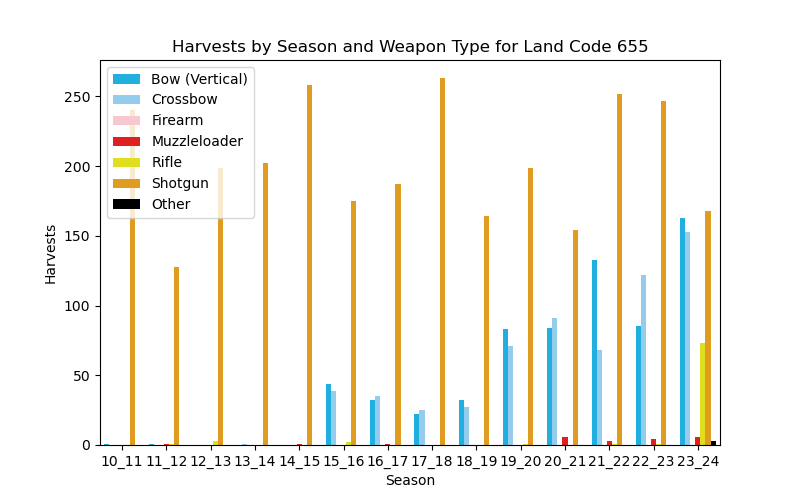 Harvests by Season and Weapon Type for Land Code 655
Bow (Vertical)
Crossbow
Firearm
Muzzleloader
Rifle
Shotgun
Other
Harvests
250
200
150
100
50
0
10_11 11_12 12_13 13_14 14_15 15_16 16_17 17_18 18_19 19_20 20_21 21_22 22_23 23_24
Season